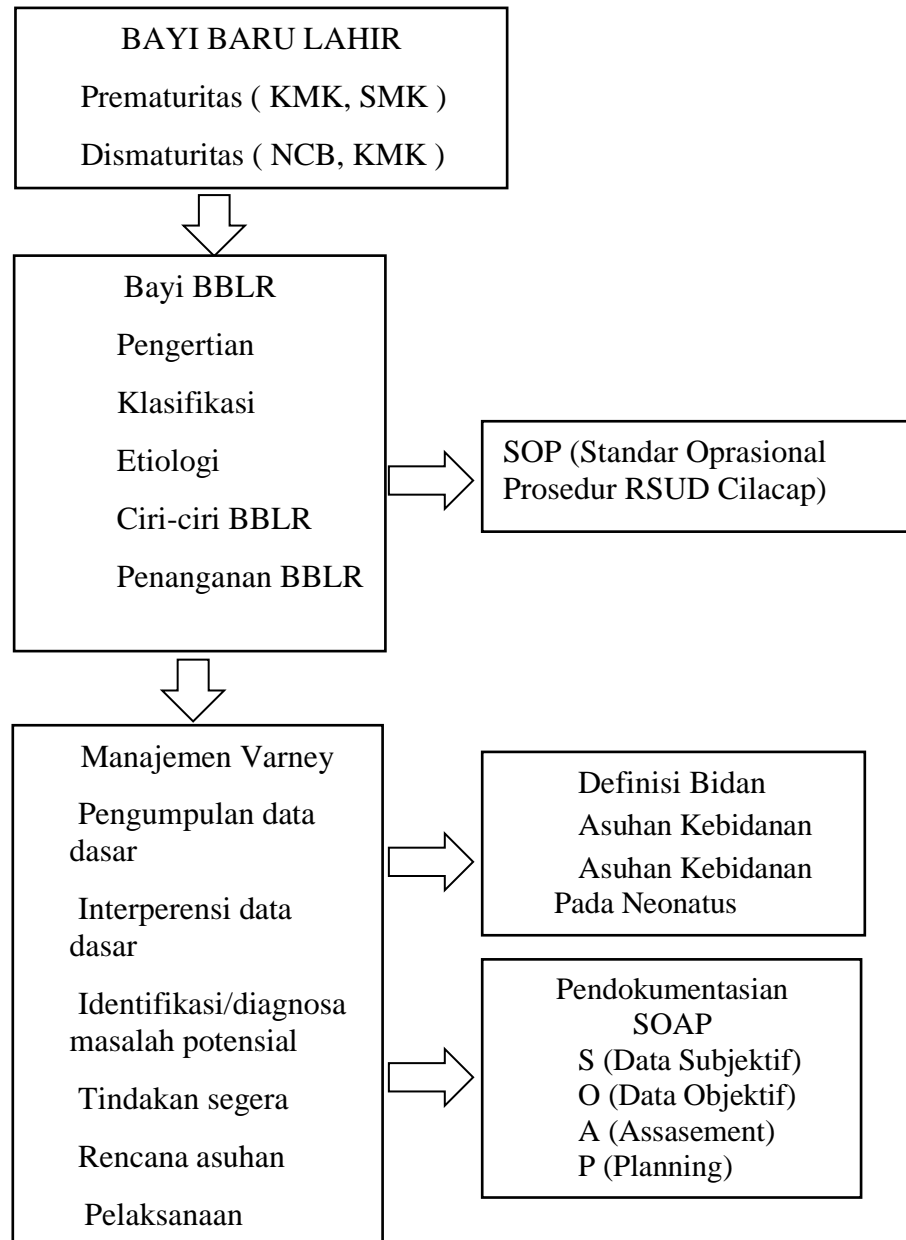 BAYI BARU LAHIR
Prematuritas ( KMK, SMK )
Dismaturitas ( NCB, KMK )
Bayi BBLR
Pengertian
Klasifikasi
Etiologi
Ciri-ciri BBLR
Penanganan BBLR
SOP (Standar Oprasional
Prosedur RSUD Cilacap)
Manajemen Varney
Pengumpulan data
dasar
Interperensi data
dasar
Identifikasi/diagnosa
masalah potensial
Tindakan segera
Rencana asuhan
Pelaksanaan
Definisi Bidan
Asuhan Kebidanan
Asuhan Kebidanan
Pada Neonatus
Pendokumentasian
SOAP
S (Data Subjektif)
O (Data Objektif)
A (Assasement)
P (Planning)